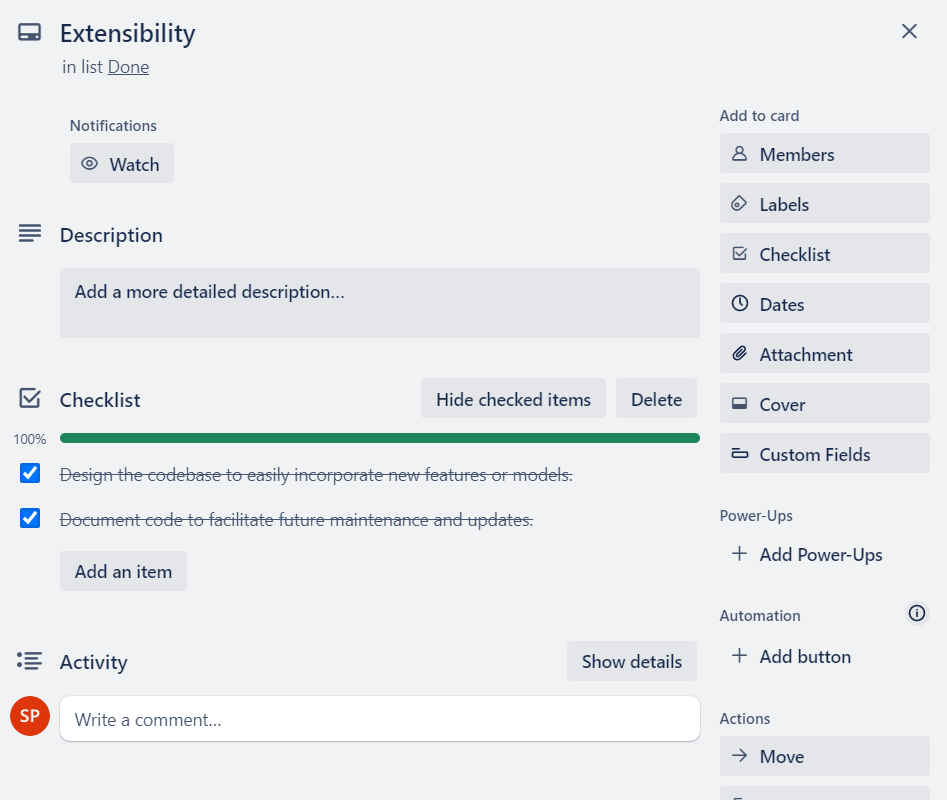 Extensibility
in list Done
Notifications
Watch
Description
Add a more detailed description...
Checklist
Hide checked items
Delete
100%
Design the codebase to easily incorporate new features or models.
Document code to facilitate future maintenance and updates.
Add an item
Activity
Show details
SP
Write a comment...
Add to card
Members
Labels
Checklist
Dates
Attachment
Cover
Custom Fields
Power-Ups
Add Power-Ups
Automation
Add button
Actions
Move